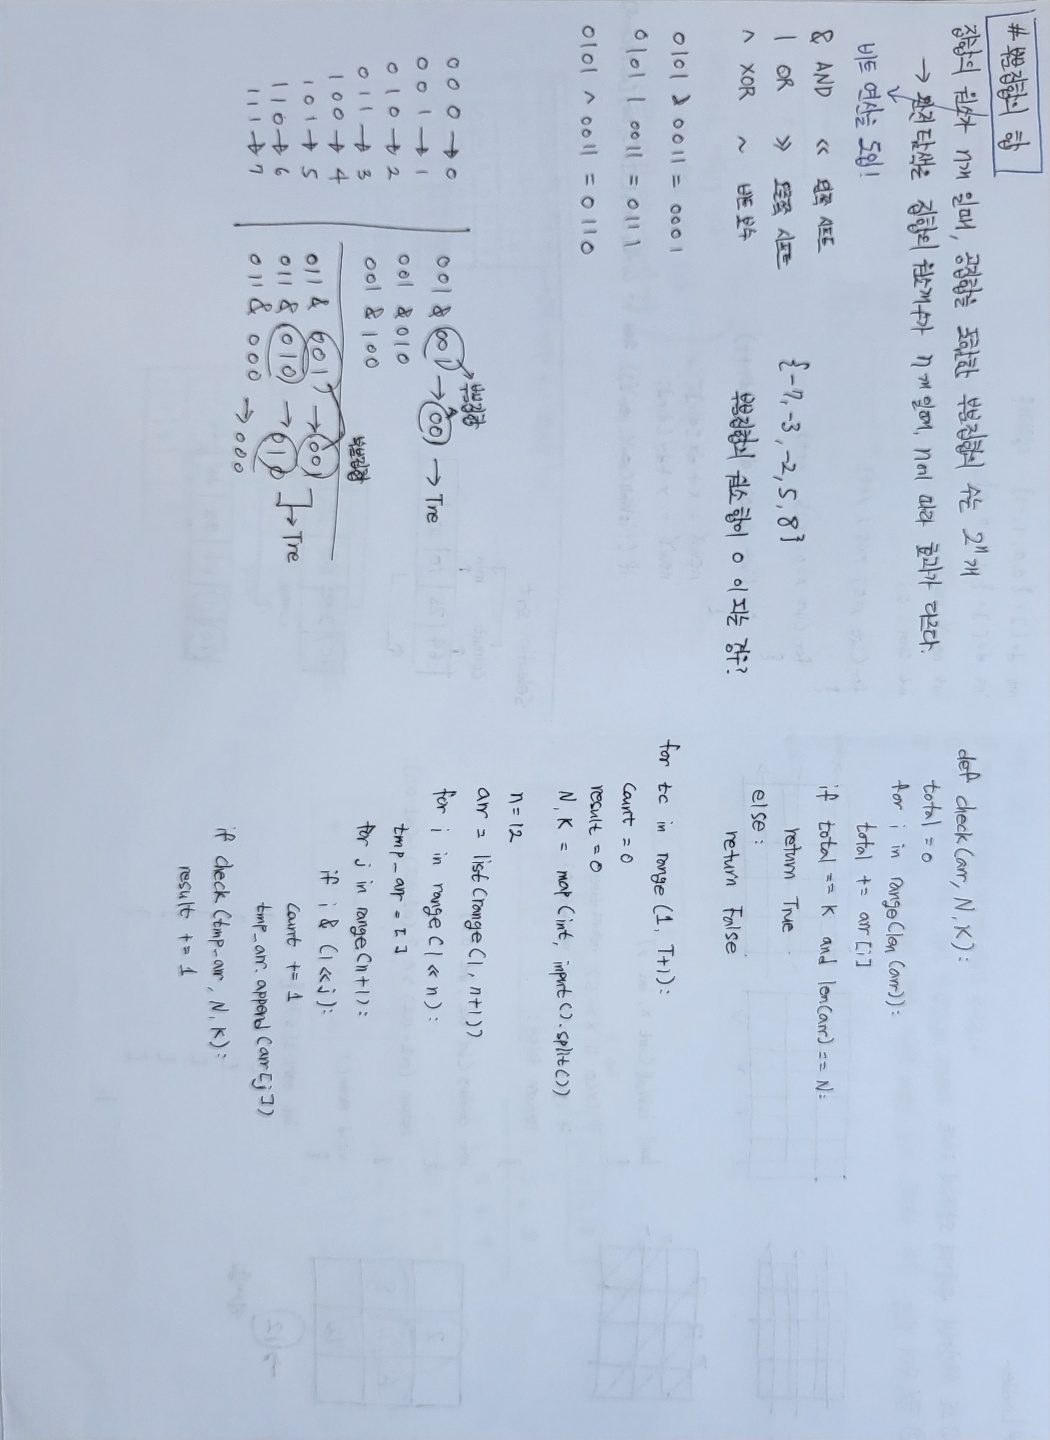 # 부분집합의 합
집합의 원소가 n개 일때, 공집합을 포함한 부분집합의 수는 2ⁿ개
→ 완전탐색은 집합의 원소개수가 n개일때, n에 따라 효과가 다르다.
비트 연산을 도입!
& AND << 왼쪽 시프트
| OR >> 오른쪽 시프트
^ XOR ~ 비트 보수
{-7, -3, -2, 5, 8}
부분집합의 원소 합이 0 이 되는 경우?
0101 & 0011 = 0001
0101 | 0011 = 0111
0101 ^ 0011 = 0110
000 → 0
001 → 1
010 → 2
011 → 3
100 → 4
101 → 5
110 → 6
111 → 7
부분집합
001 & 001 → 001 → Tre
001 & 010
001 & 100
부분집합
011 & 001 → 001
011 & 010 → 010 → Tre
011 & 000 → 000
def check(arr, N, K):
total = 0
for i in range(len(arr)):
total += arr[i]
if total == K and len(arr) == N:
return True
else:
return False
for tc in range(1, T+1):
count = 0
result = 0
N, K = map(int, input().split())
n = 12
arr = list(range(1, n+1))
for i in range(1 << n):
tmp_arr = []
for j in range(n+1):
if i & (1 << j):
count += 1
tmp_arr.append(arr[j])
if check(tmp_arr, N, K):
result += 1